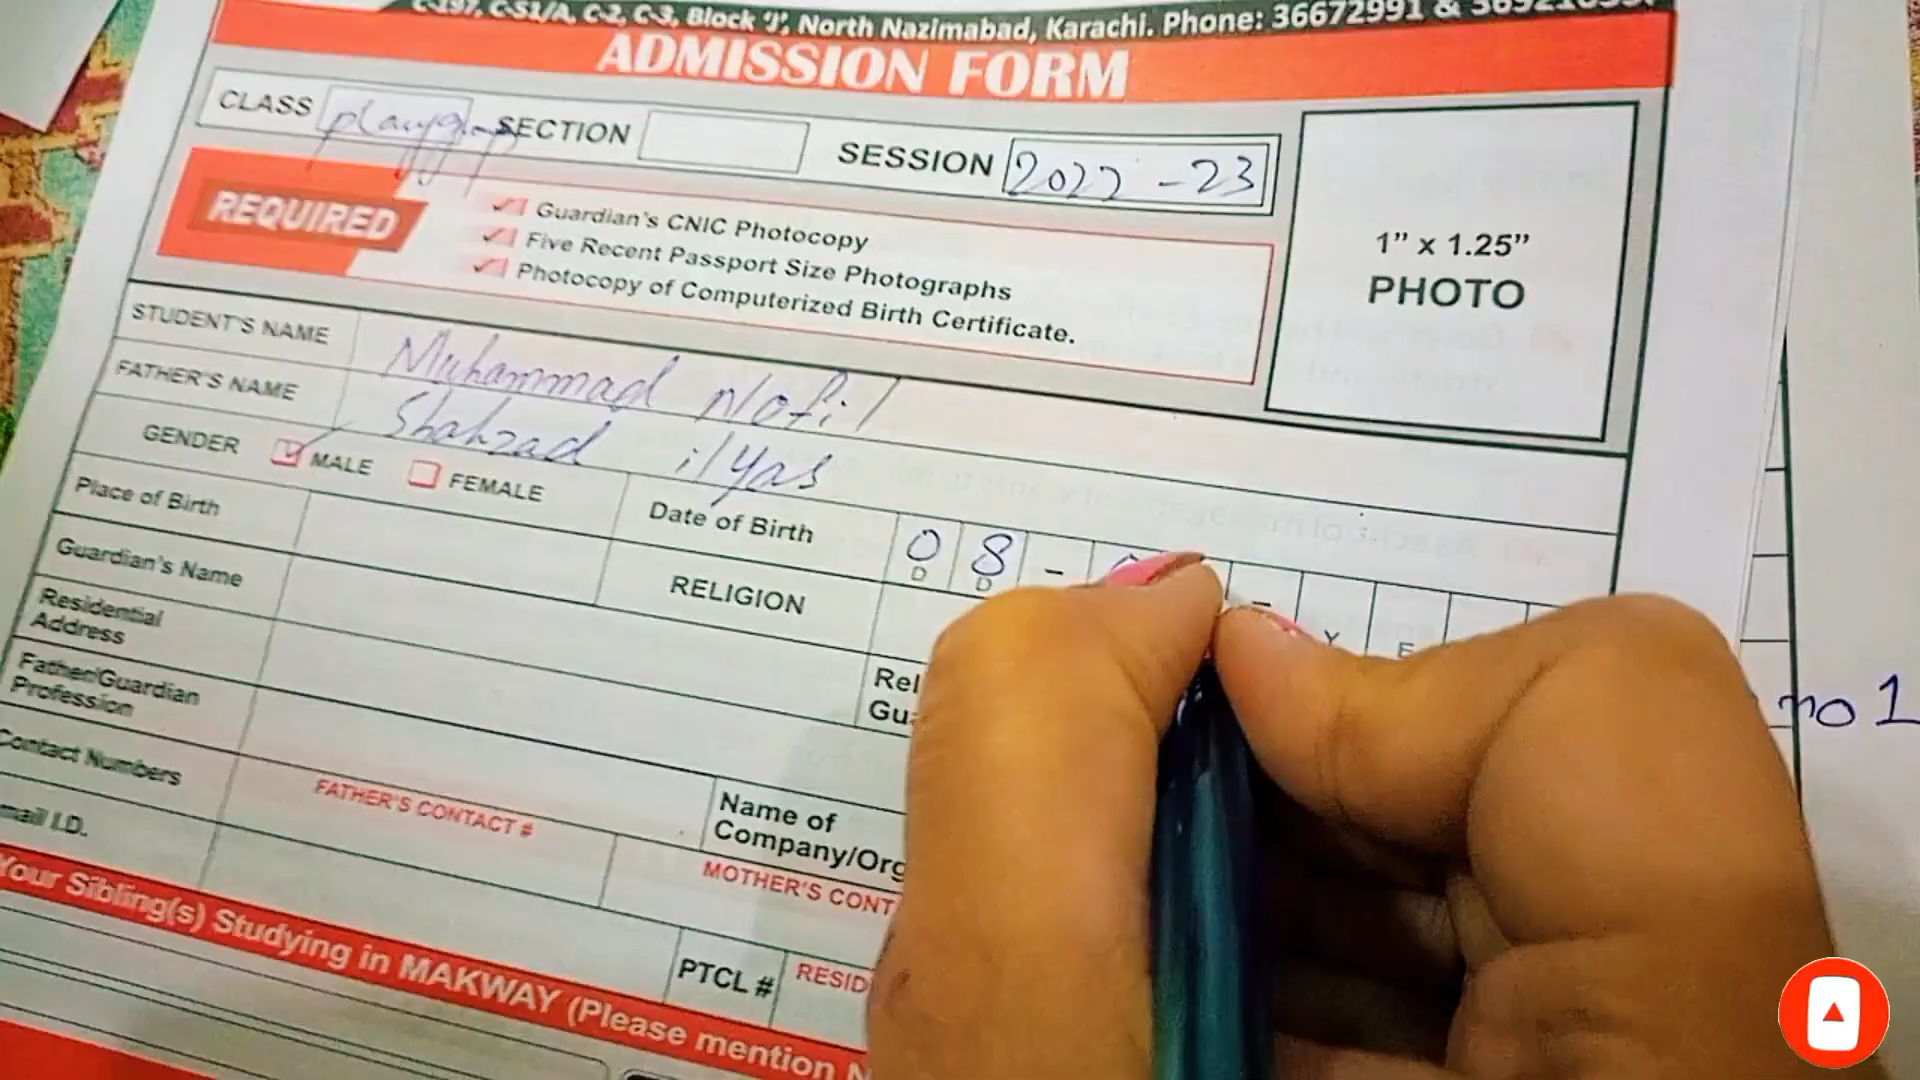 C-197, C-51/A, C-2, C-3, Block 'J', North Nazimabad, Karachi. Phone: 36672991 &
ADMISSION FORM
CLASS playgroup SECTION SESSION 2022 - 23
REQUIRED
Guardian's CNIC Photocopy
Five Recent Passport Size Photographs
Photocopy of Computerized Birth Certificate.
1” x 1.25”
PHOTO
STUDENT'S NAME Muhammad Nofil
FATHER'S NAME Shahzad ilyas
GENDER MALE FEMALE Date of Birth 08 -
D D - Y E
Place of Birth RELIGION
Guardian's Name
Residential
Address
Father/Guardian
Profession
Name of
Company/Org
Contact Numbers FATHER'S CONTACT # MOTHER'S CONT
mail I.D. PTCL # RESID
Your Sibling(s) Studying in MAKWAY (Please mention N
no 1